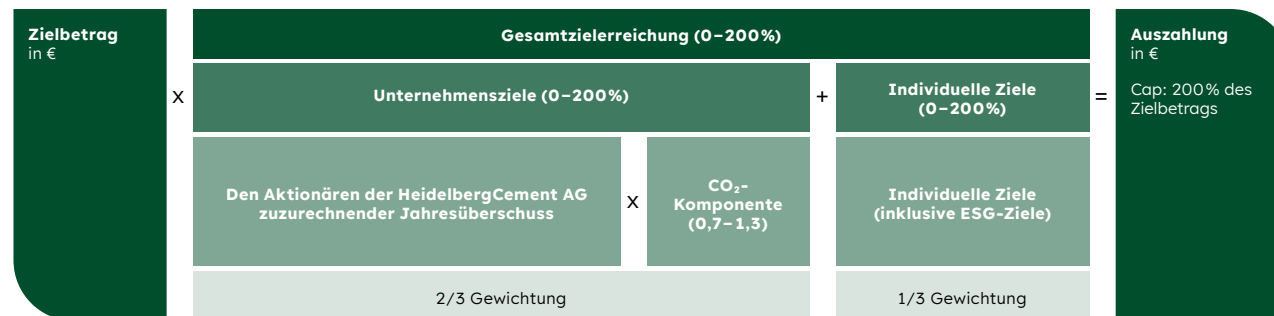 Zielbetrag
in €
x
Gesamtzielerreichung (0–200%)
Unternehmensziele (0–200%)
+
Individuelle Ziele
(0–200%)
=
Den Aktionären der HeidelbergCement AG
zuzurechnender Jahresüberschuss
x
CO₂-
Komponente
(0,7–1,3)
Individuelle Ziele
(inklusive ESG-Ziele)
2/3 Gewichtung
1/3 Gewichtung
Auszahlung
in €
Cap: 200% des
Zielbetrags